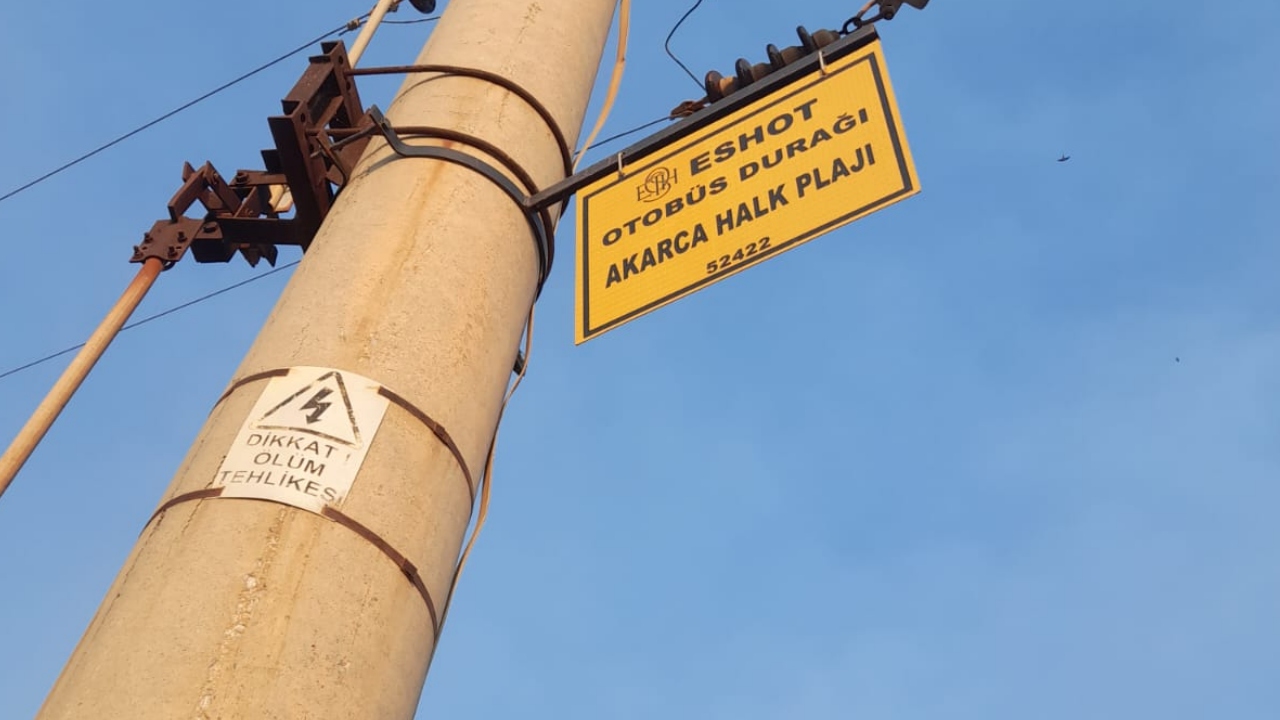 ESHOT
OTOBÜS DURAĞI
AKARCA HALK PLAJI
52422
DİKKAT !
ÖLÜM
TEHLİKESİ